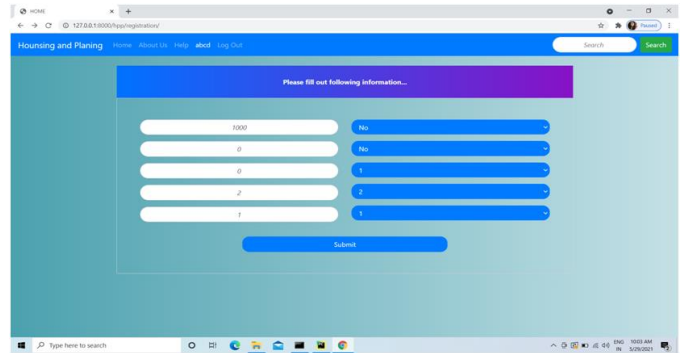 HOME
127.0.0.1:8000/hpp/registration/
Paused
Hounsing and Planing Home About Us Help abcd Log Out Search Search
Please fill out following information...
1000 No
0 No
0 1
2 2
1 1
Submit
Type here to search
ENG 10:03 AM
IN 5/29/2021